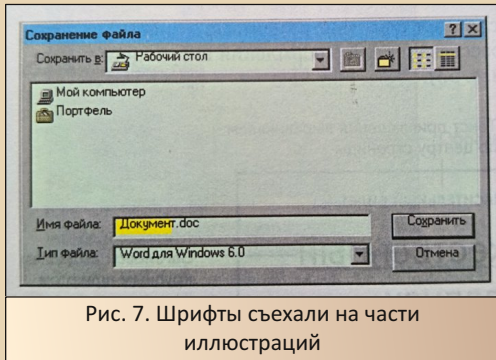 Сохранение файла
Сохранить в: Рабочий стол
Мой компьютер
Портфель
Имя файла: Документ.doc Сохранить
Тип файла: Word для Windows 6.0 Отмена
Рис. 7. Шрифты съехали на части
иллюстраций